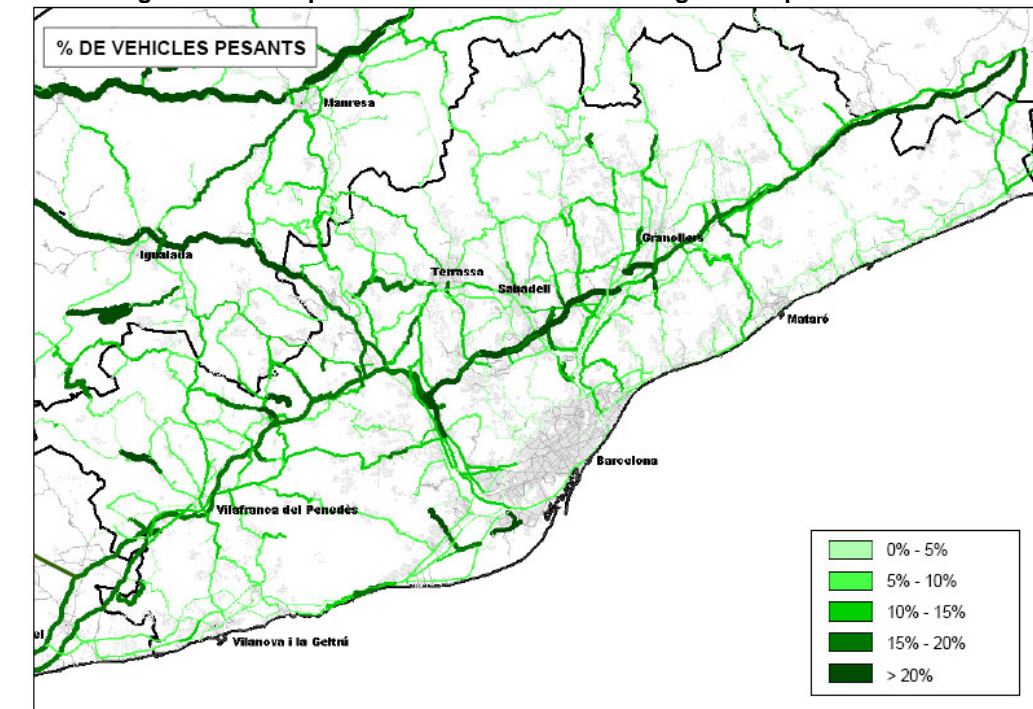 % DE VEHICLES PESANTS
Manresa
Igualada
Granollers
Terrassa
Sabadell
Mataró
Barcelona
Vilafranca del Penedès
Vilanova i la Geltrú
el
0% - 5%
5% - 10%
10% - 15%
15% - 20%
> 20%